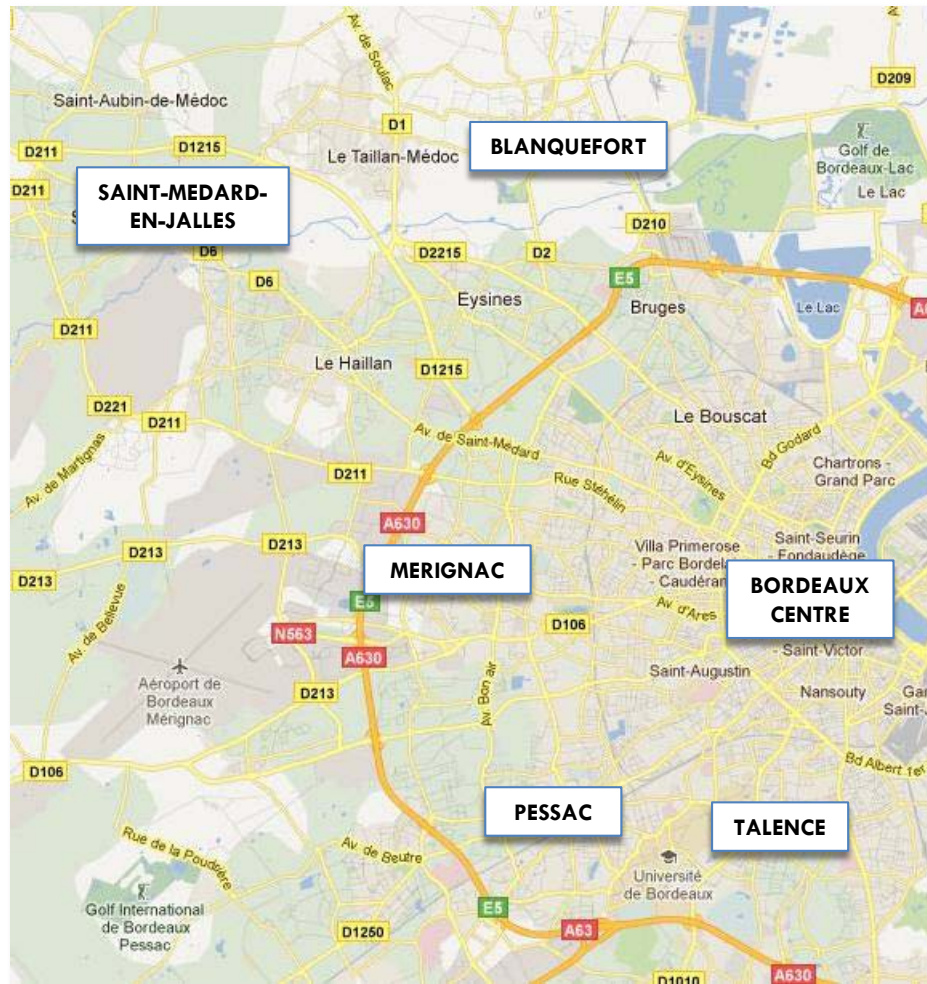 Av. de Soulac
D209
Saint-Aubin-de-Médoc
D1
D211
D1215
Le Taillan-Médoc
BLANQUEFORT
Golf de
Bordeaux-Lac
Le Lac
D211
SAINT-MEDARD-
EN-JALLES
D210
D6
D2215
D2
D6
E5
Eysines
Bruges
Le Lac
D211
Le Haillan
D1215
D221
D211
Le Bouscat
Bd Godard
Av. de Saint-Médard
Av. d'Eysines
Chartrons -
Grand Parc
Av. de Martignas
D211
Rue Stéhélin
A630
D213
D213
Villa Primerose
- Parc Bordela
- Caudéran
Saint-Seurin
- Fondaudège
MERIGNAC
D213
BORDEAUX
CENTRE
E5
Av. d'Ares
Av. de Bellevue
N563
D106
A630
- Saint-Victor
Saint-Augustin
Aéroport de
Bordeaux
Mérignac
D213
Av. Bon air
Nansouty
Saint-J
D106
Bd Albert 1er
PESSAC
TALENCE
Rue de la Poudrière
Av. de Beutre
Université
de Bordeaux
Golf International
de Bordeaux
Pessac
E5
D1250
A63
D1010
A630